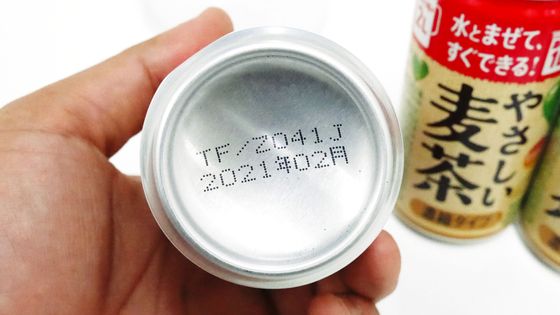 TF/Z041J
2021年02月
水とまぜて、
すぐできる!
やさしい
麦茶
濃縮タイプ